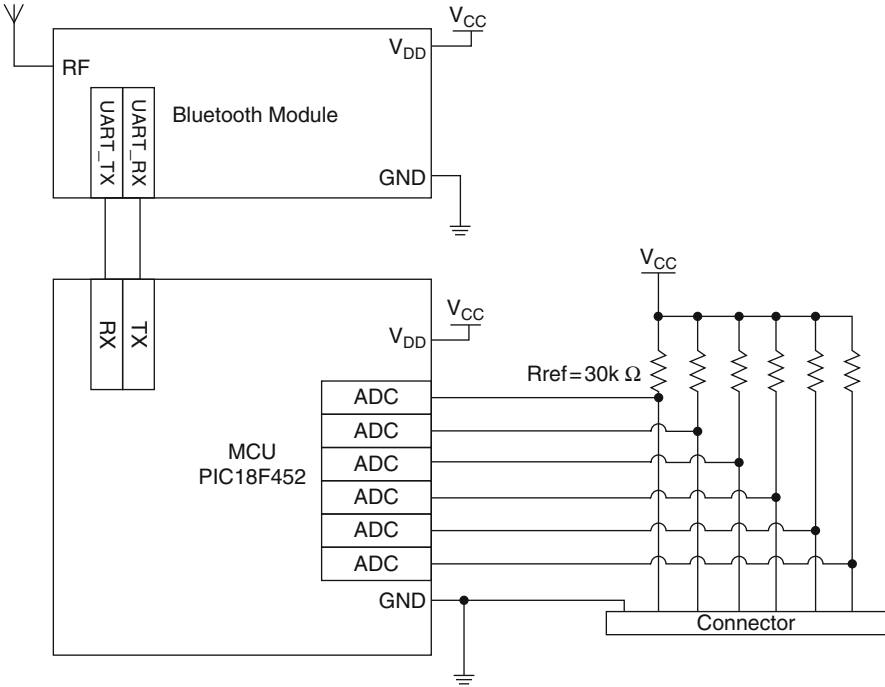 V_CC
V_DD
RF
UART_TX
UART_RX
Bluetooth Module
GND
V_CC
RX
TX
V_CC
V_DD
Rref=30k Ω
ADC
ADC
MCU
PIC18F452
ADC
ADC
ADC
ADC
GND
Connector